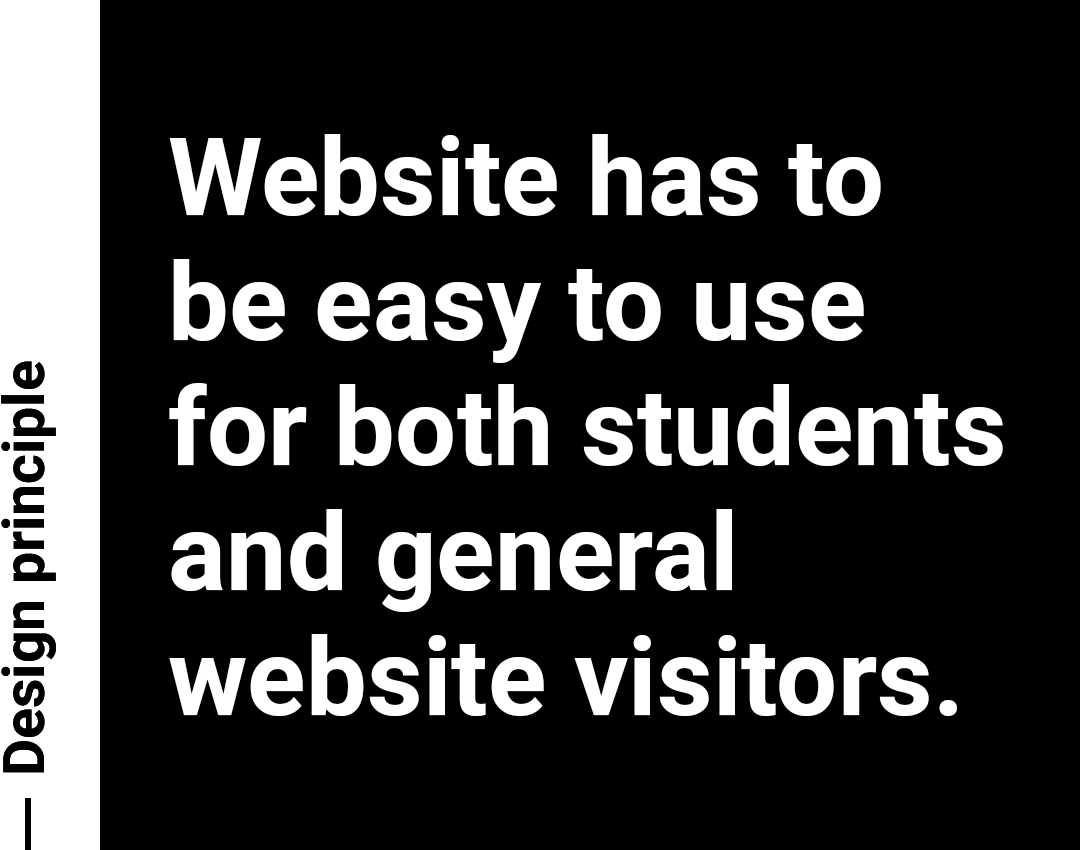 — Design principle
Website has to
be easy to use
for both students
and general
website visitors.